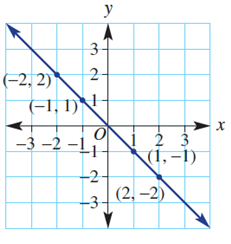 y
3
2
(−2, 2)
(−1, 1)
1
O
x
−3 −2 −1
1 2 3
−1
(1, −1)
−2
(2, −2)
−3